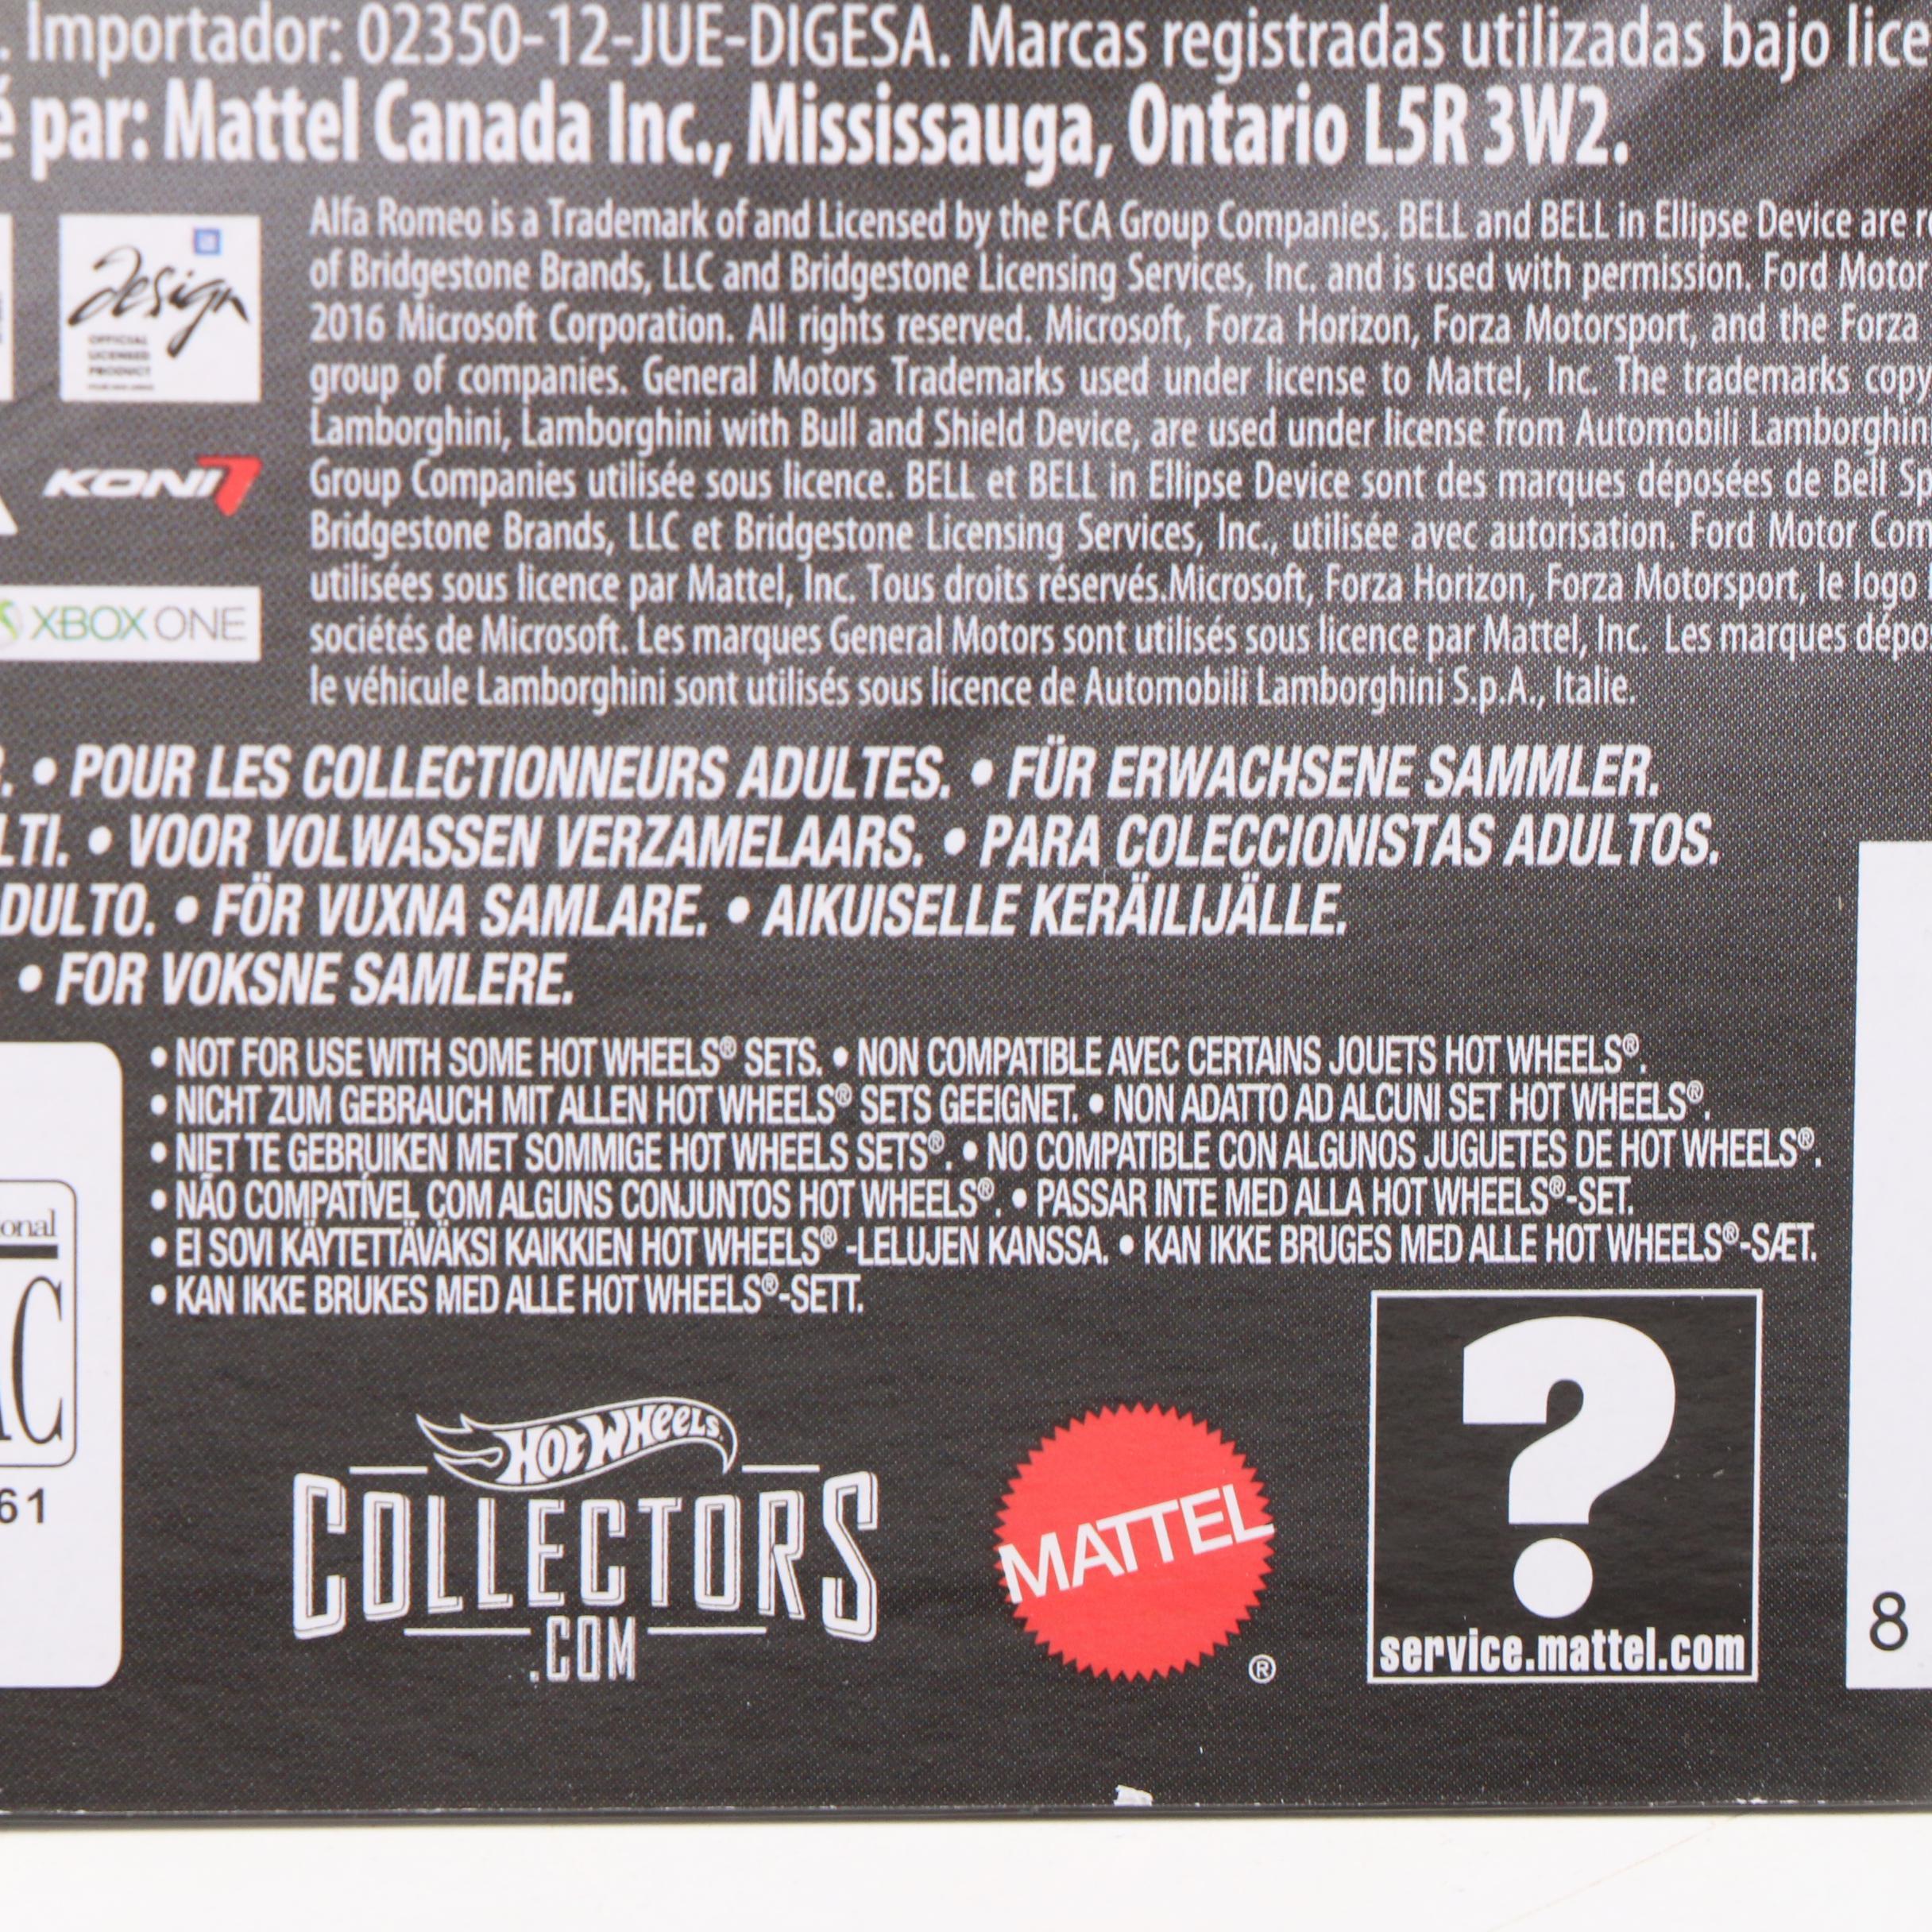 . Importador: 02350-12-JUE-DIGESA. Marcas registradas utilizadas bajo lice
é par: Mattel Canada Inc., Mississauga, Ontario L5R 3W2.
design
OFFICIAL
LICENSED
PRODUCT
KONI
XBOX ONE
Alfa Romeo is a Trademark of and Licensed by the FCA Group Companies. BELL and BELL in Ellipse Device are r
of Bridgestone Brands, LLC and Bridgestone Licensing Services, Inc. and is used with permission. Ford Motor
2016 Microsoft Corporation. All rights reserved. Microsoft, Forza Horizon, Forza Motorsport, and the Forza
group of companies. General Motors Trademarks used under license to Mattel, Inc. The trademarks copy
Lamborghini, Lamborghini with Bull and Shield Device, are used under license from Automobili Lamborghin
Group Companies utilisée sous licence. BELL et BELL in Ellipse Device sont des marques déposées de Bell Sp
Bridgestone Brands, LLC et Bridgestone Licensing Services, Inc., utilisée avec autorisation. Ford Motor Com
utilisées sous licence par Mattel, Inc. Tous droits réservés.Microsoft, Forza Horizon, Forza Motorsport, le logo
sociétés de Microsoft. Les marques General Motors sont utilisés sous licence par Mattel, Inc. Les marques dépo
le véhicule Lamborghini sont utilisés sous licence de Automobili Lamborghini S.p.A., Italie.
. • POUR LES COLLECTIONNEURS ADULTES. • FÜR ERWACHSENE SAMMLER.
LTI. • VOOR VOLWASSEN VERZAMELAARS. • PARA COLECCIONISTAS ADULTOS.
DULTO. • FÖR VUXNA SAMLARE. • AIKUISELLE KERÄILIJÄLLE.
• FOR VOKSNE SAMLERE.
• NOT FOR USE WITH SOME HOT WHEELS® SETS. • NON COMPATIBLE AVEC CERTAINS JOUETS HOT WHEELS®.
• NICHT ZUM GEBRAUCH MIT ALLEN HOT WHEELS® SETS GEEIGNET. • NON ADATTO AD ALCUNI SET HOT WHEELS®.
• NIET TE GEBRUIKEN MET SOMMIGE HOT WHEELS SETS®. • NO COMPATIBLE CON ALGUNOS JUGUETES DE HOT WHEELS®.
• NÃO COMPATÍVEL COM ALGUNS CONJUNTOS HOT WHEELS®. • PASSAR INTE MED ALLA HOT WHEELS®-SET.
• EI SOVI KÄYTETTÄVÄKSI KAIKKIEN HOT WHEELS® -LELUJEN KANSSA. • KAN IKKE BRUGES MED ALLE HOT WHEELS®-SÆT.
• KAN IKKE BRUKES MED ALLE HOT WHEELS®-SETT.
onal
AC
61
HOT WHEELS
COLLECTORS
.COM
MATTEL
®
?
service.mattel.com
8